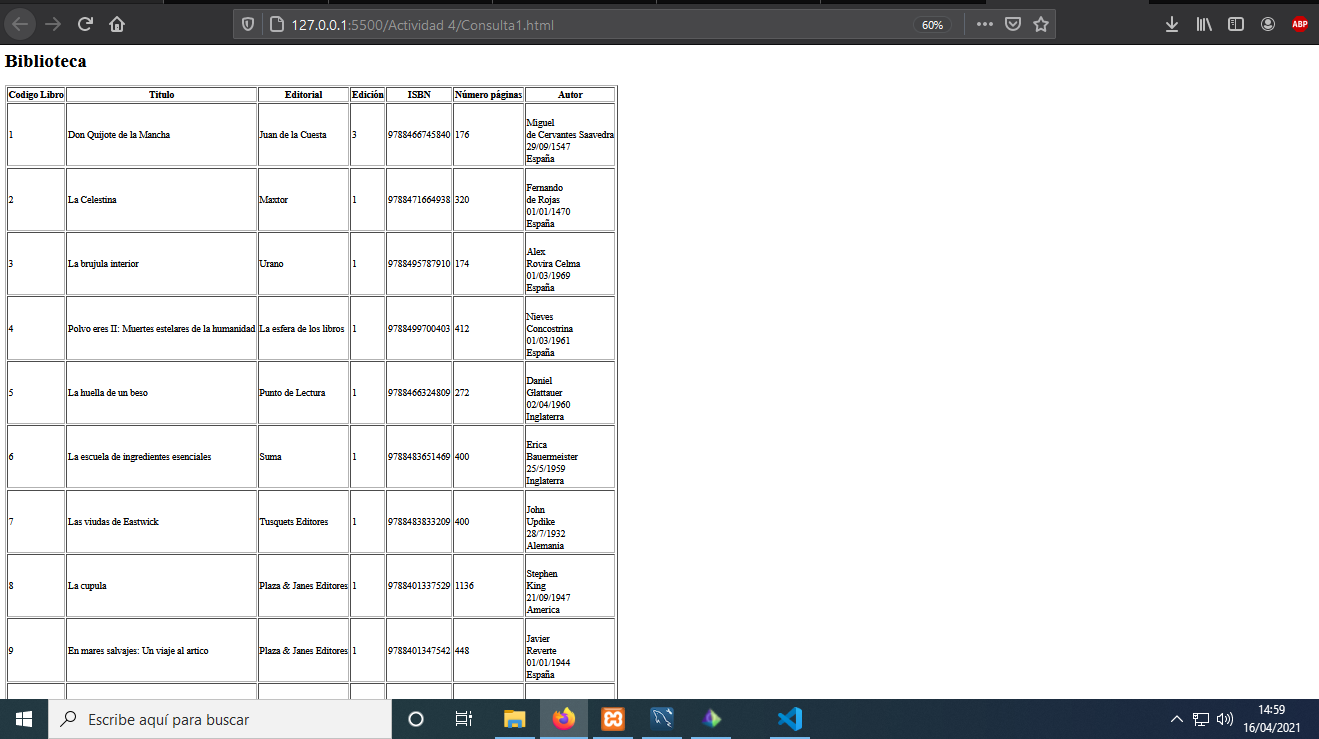 127.0.0.1:5500/Actividad 4/Consulta1.html
60%
ABP
Biblioteca
Codigo Libro Titulo Editorial Edición ISBN Número páginas Autor
1 Don Quijote de la Mancha Juan de la Cuesta 3 9788466745840 176 Miguel
de Cervantes Saavedra
29/09/1547
España
2 La Celestina Maxtor 1 9788471664938 320 Fernando
de Rojas
01/01/1470
España
3 La brujula interior Urano 1 9788495787910 174 Alex
Rovira Celma
01/03/1969
España
4 Polvo eres II: Muertes estelares de la humanidad La esfera de los libros 1 9788499700403 412 Nieves
Concostrina
01/03/1961
España
5 La huella de un beso Punto de Lectura 1 9788466324809 272 Daniel
Glattauer
02/04/1960
Inglaterra
6 La escuela de ingredientes esenciales Suma 1 9788483651469 400 Erica
Bauermeister
25/5/1959
Inglaterra
7 Las viudas de Eastwick Tusquets Editores 1 9788483833209 400 John
Updike
28/7/1932
Alemania
8 La cupula Plaza & Janes Editores 1 9788401337529 1136 Stephen
King
21/09/1947
America
9 En mares salvajes: Un viaje al artico Plaza & Janes Editores 1 9788401347542 448 Javier
Reverte
01/01/1944
España
Escribe aquí para buscar
14:59
16/04/2021